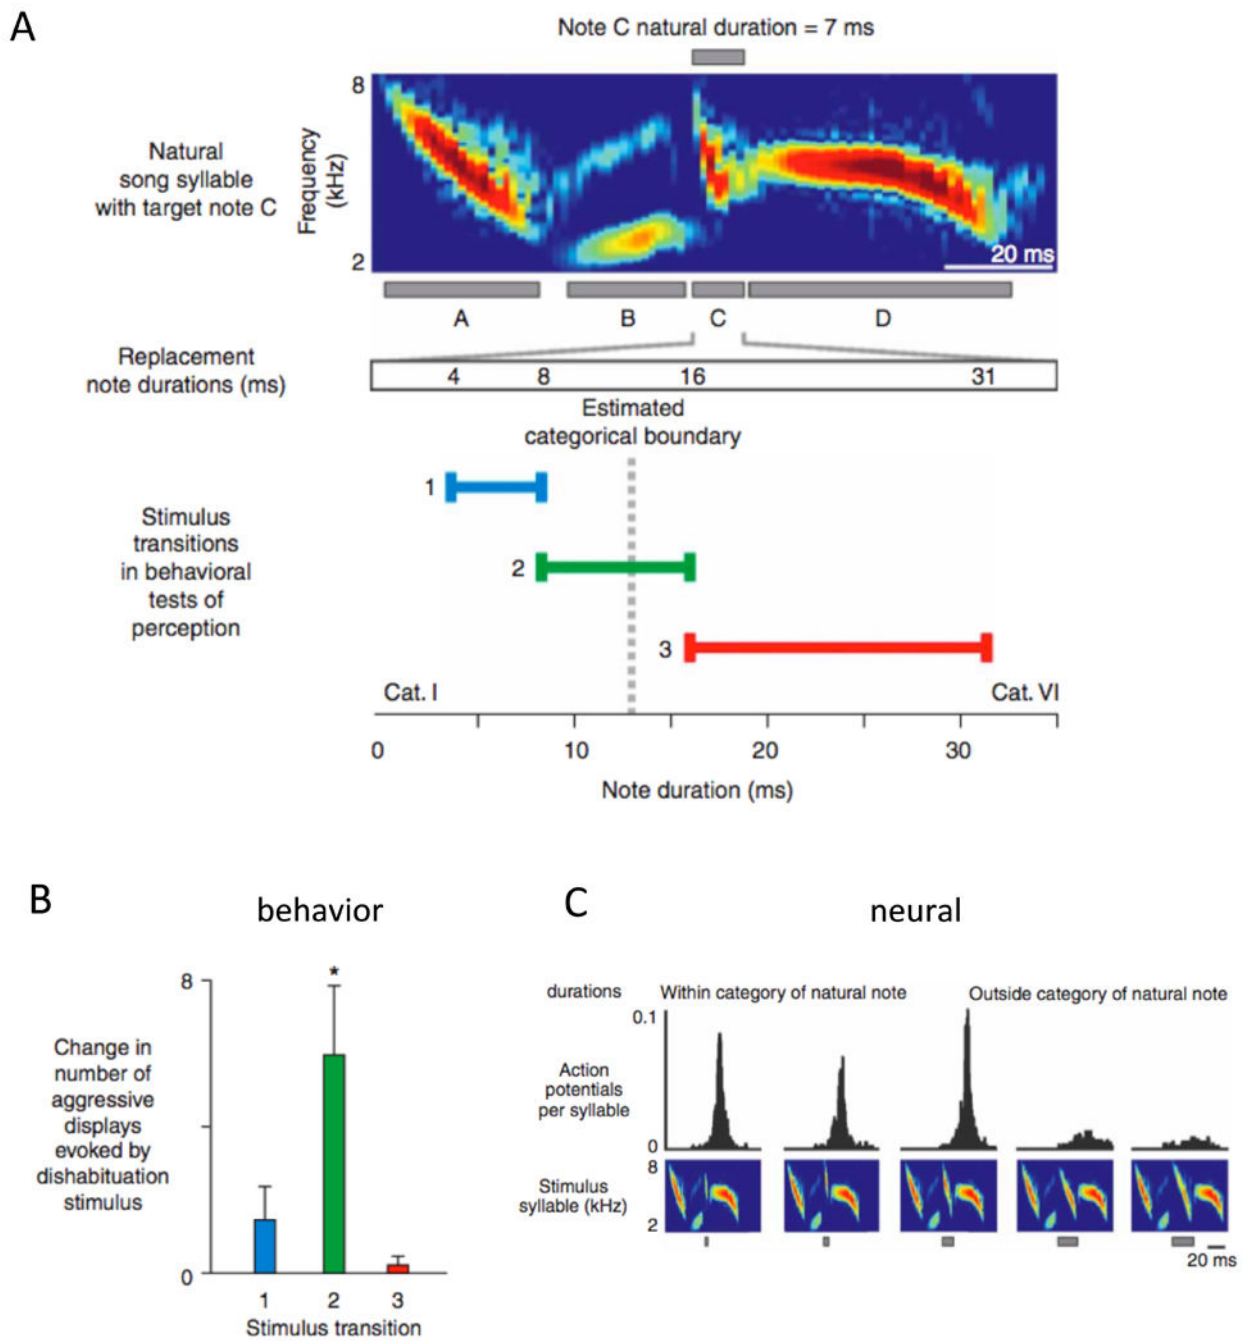 A
Note C natural duration = 7 ms
8
Natural
song syllable
with target note C
Frequency
(kHz)
2
20 ms
A B C D
Replacement
note durations (ms)
4 8 16 31
Estimated
categorical boundary
1
Stimulus
transitions
in behavioral
tests of
perception
2
3
Cat. I Cat. VI
0 10 20 30
Note duration (ms)
B
behavior
8
*
Change in
number of
aggressive
displays
evoked by
dishabituation
stimulus
0
1 2 3
Stimulus transition
C
neural
durations Within category of natural note Outside category of natural note
0.1
Action
potentials
per syllable
0
8
Stimulus
syllable (kHz)
2
20 ms